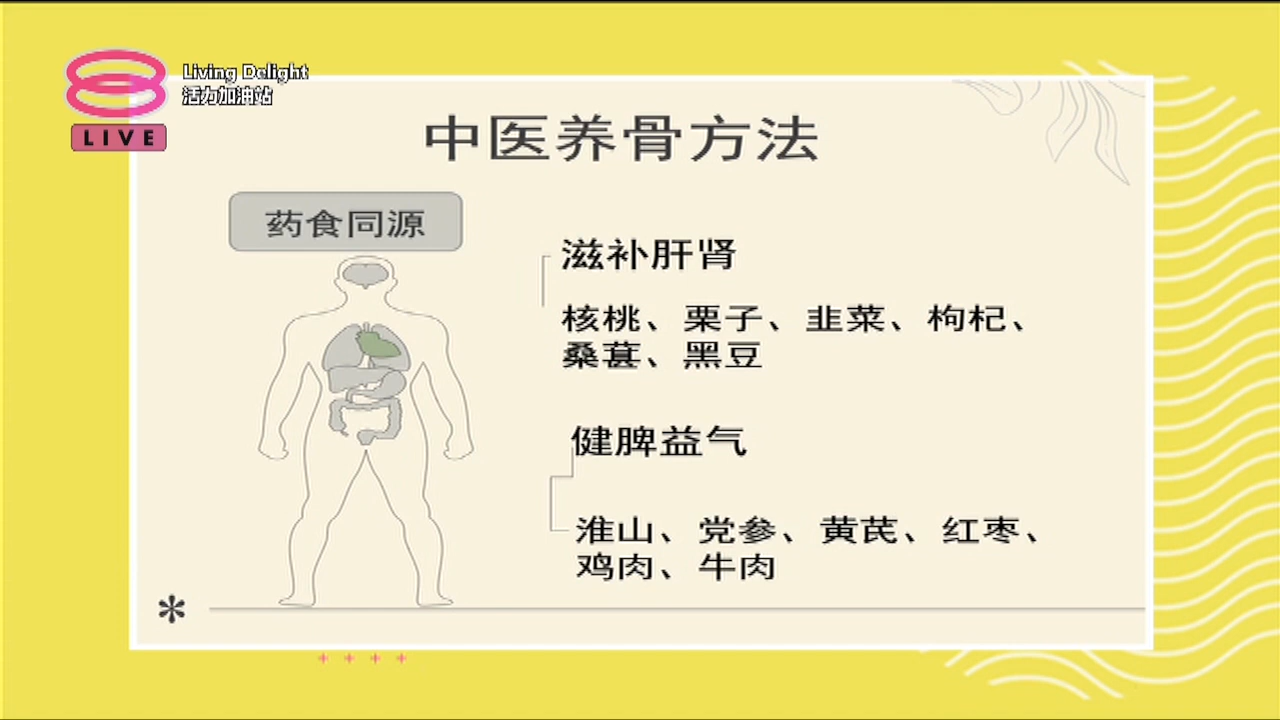 Living Delight
活力加油站
LIVE
中医养骨方法
药食同源
滋补肝肾
核桃、栗子、韭菜、枸杞、
桑葚、黑豆
健脾益气
淮山、党参、黄芪、红枣、
鸡肉、牛肉